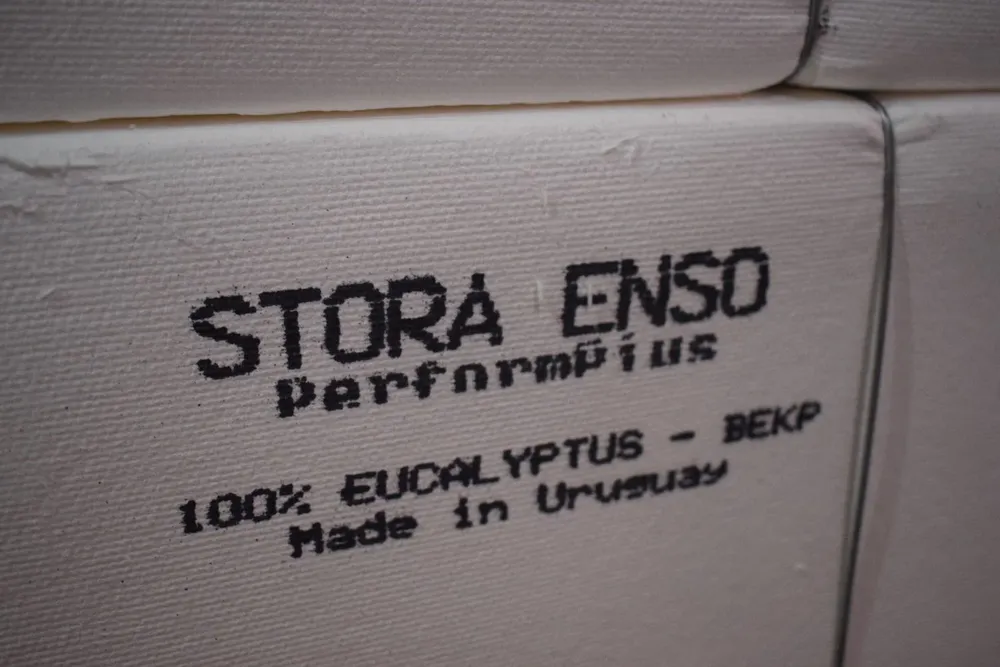 STORA ENSO
PerformPlus
100% EUCALYPTUS - BEKP
Made in Uruguay